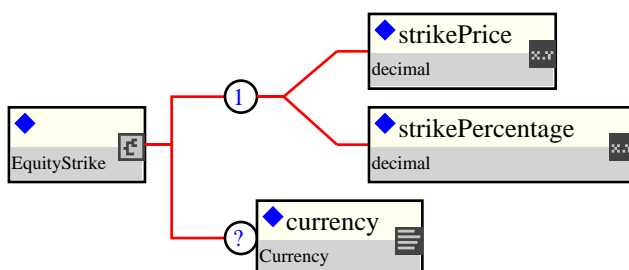 strikePrice
decimal
1
strikePercentage
decimal
EquityStrike
?
currency
Currency